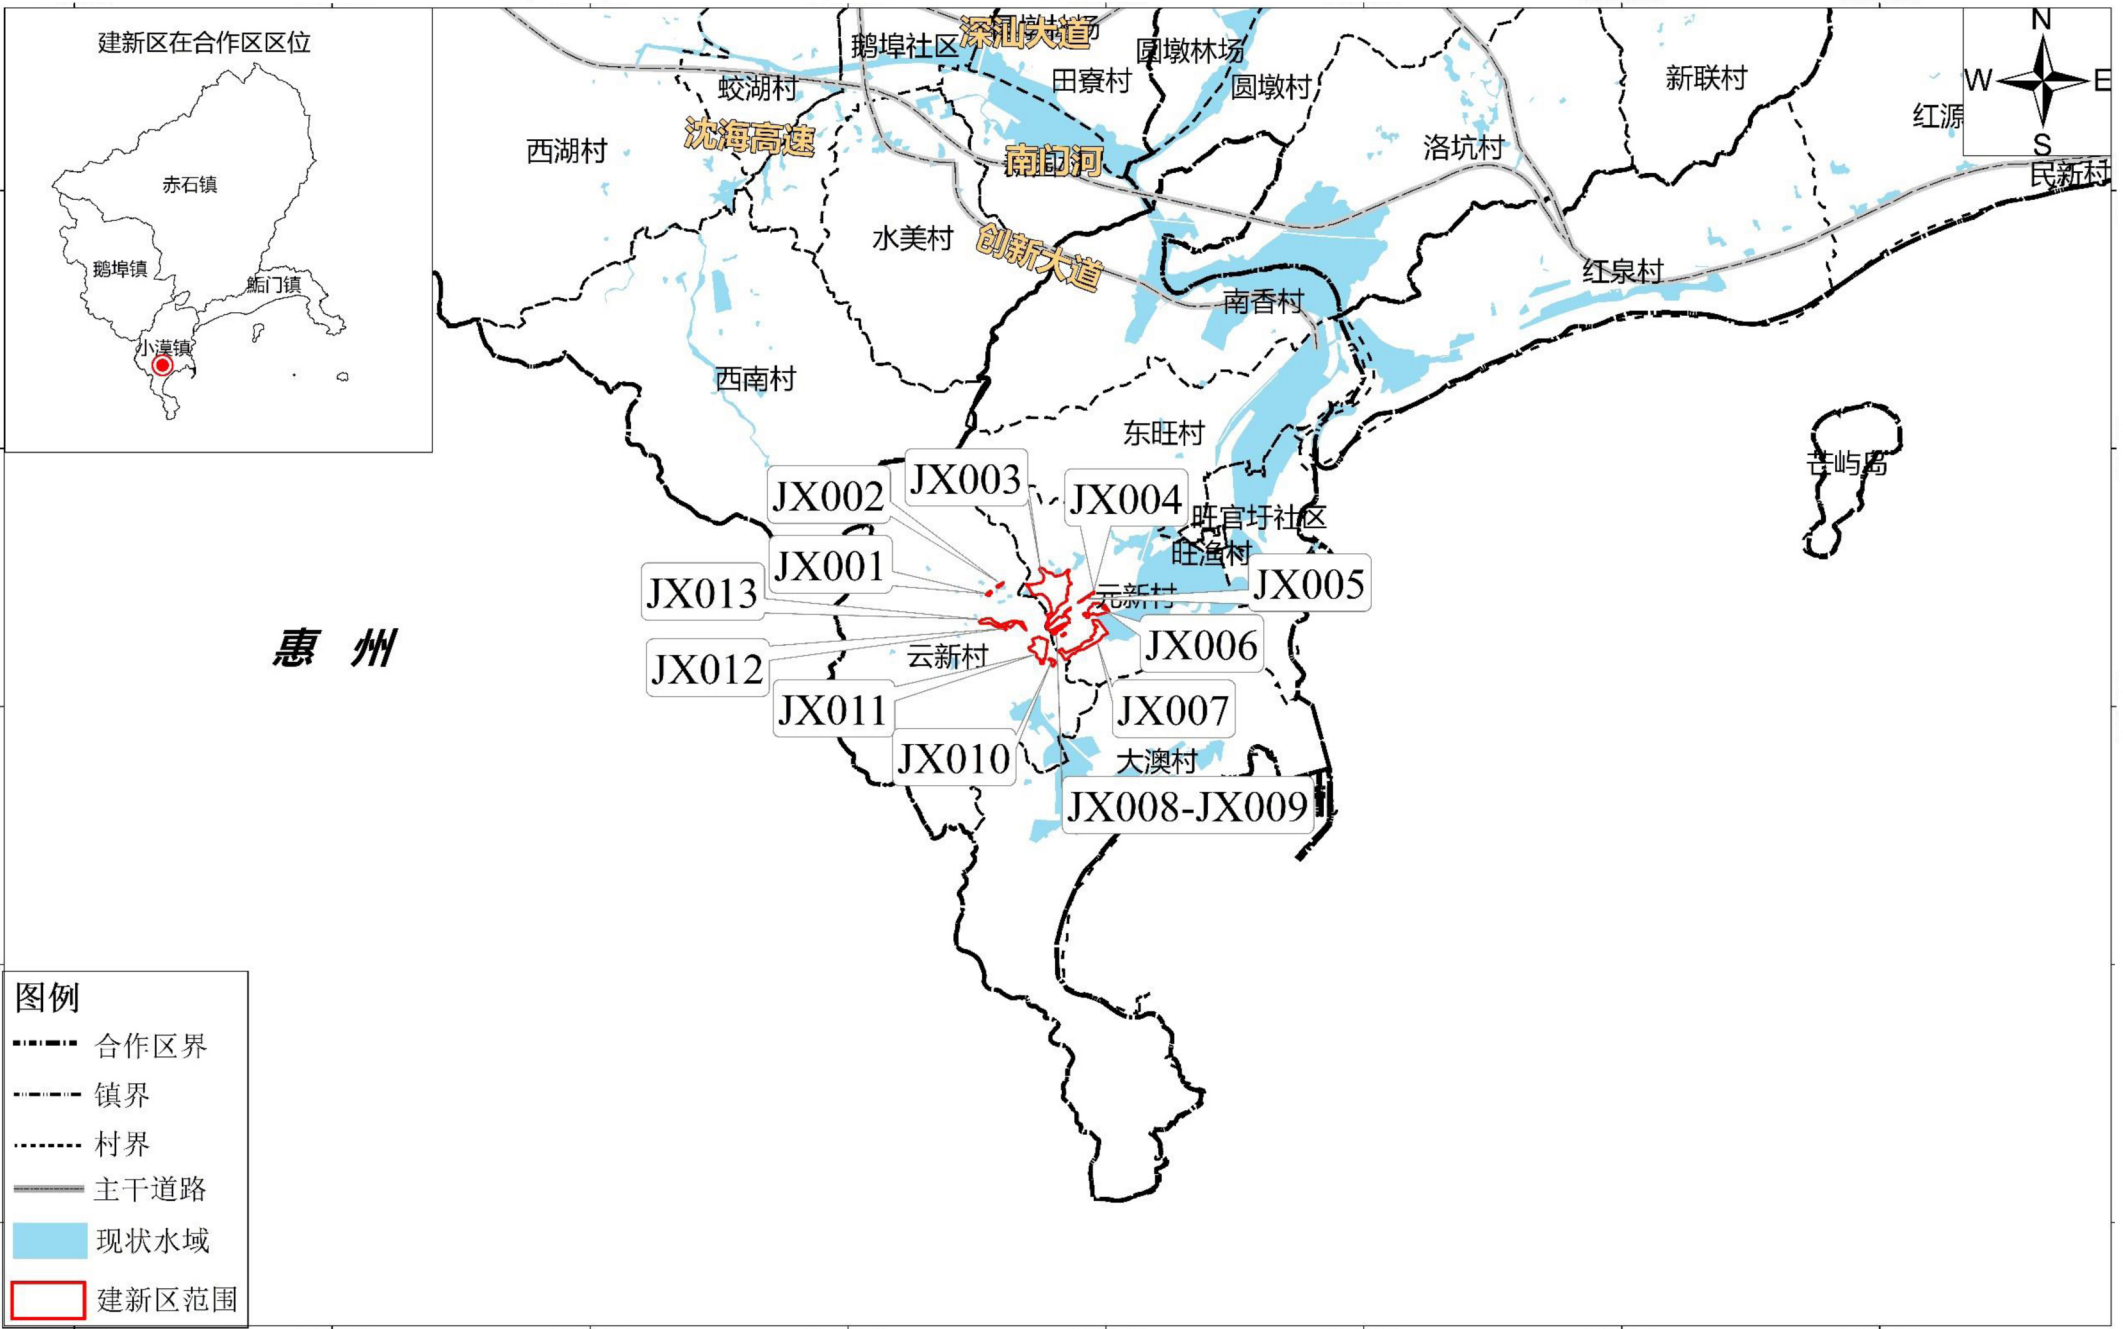 建新区在合作区区位
赤石镇
鹅埠镇
鮜门镇
小漠镇
N
W
E
S
深汕大道
鹅埠社区
圆墩林场
田寮村
圆墩村
蛟湖村
新联村
红源
沈海高速
西湖村
南门河
洛坑村
民新村
水美村
创新大道
红泉村
南香村
西南村
东旺村
芒屿岛
JX003
JX002
JX004
旺官圩社区
旺渔村
JX001
JX005
JX013
元新村
惠 州
JX006
云新村
JX012
JX011
JX007
JX010
大澳村
JX008-JX009
图例
合作区界
镇界
村界
主干道路
现状水域
建新区范围